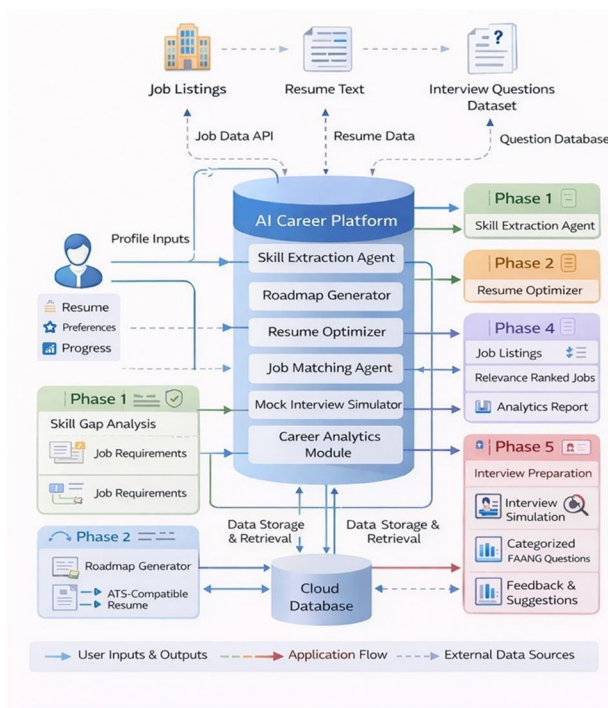 Job Listings
Resume Text
Interview Questions
Dataset
?
Job Data API
Resume Data
Question Database
AI Career Platform
Skill Extraction Agent
Roadmap Generator
Resume Optimizer
Job Matching Agent
Mock Interview Simulator
Career Analytics
Module
Profile Inputs
Resume
Preferences
Progress
Phase 1
Skill Gap Analysis
Job Requirements
Job Requirements
Phase 2
Roadmap Generator
ATS-Compatible
Resume
Phase 1
Skill Extraction Agent
Phase 2
Resume Optimizer
Phase 4
Job Listings
Relevance Ranked Jobs
Analytics Report
Phase 5
Interview Preparation
Interview
Simulation
Categorized
FAANG Questions
Feedback &
Suggestions
Data Storage
& Retrieval
Data Storage &
Retrieval
Cloud
Database
User Inputs & Outputs
Application Flow
External Data Sources